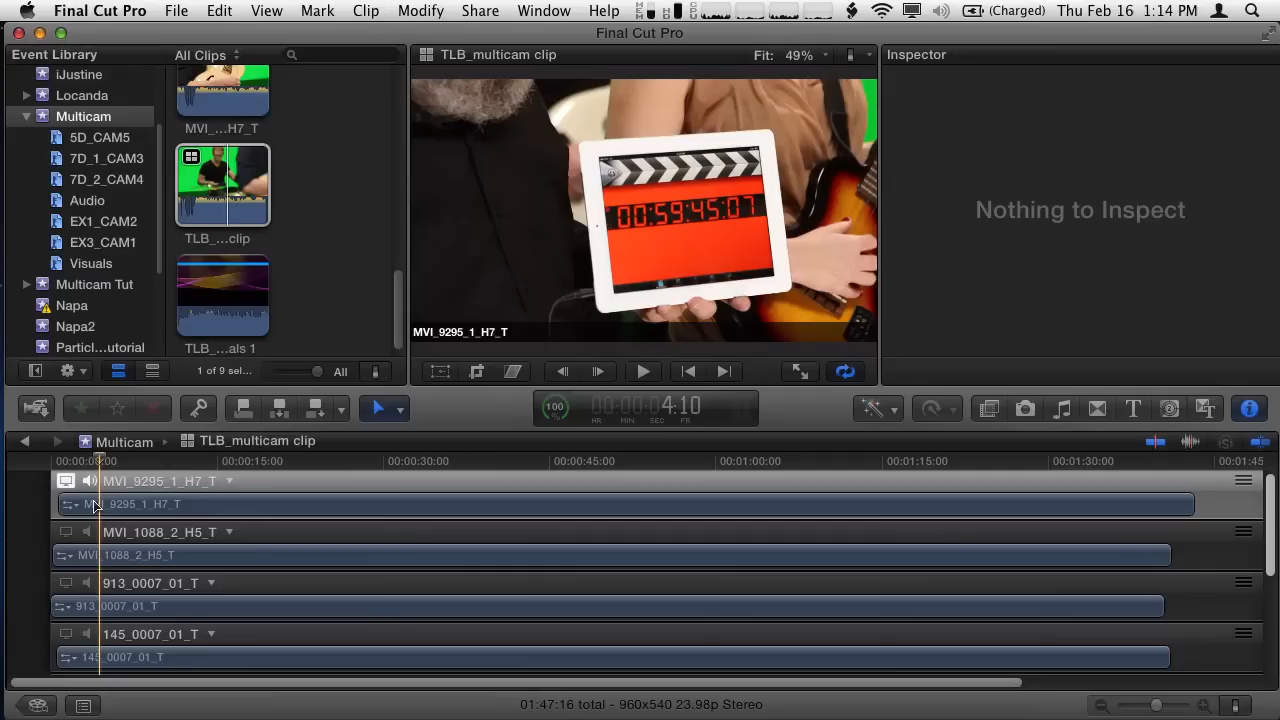 Final Cut Pro File Edit View Mark Clip Modify Share Window Help (Charged) Thu Feb 16 1:14 PM
Final Cut Pro
Event Library
All Clips
TLB_multicam clip
Fit: 49%
Inspector
iJustine
Locanda
Multicam
5D_CAM5
7D_1_CAM3
7D_2_CAM4
Audio
EX1_CAM2
EX3_CAM1
Visuals
Multicam Tut
Napa
Napa2
Particl...utorial
MVI_...H7_T
TLB_...clip
TLB_...als 1
1 of 9 sel...
All
00:59:45:07
MVI_9295_1_H7_T
Nothing to Inspect
100
%
00:00:04:10
HR MIN SEC FR
Multicam
TLB_multicam clip
00:00:00:00 00:00:15:00 00:00:30:00 00:00:45:00 00:01:00:00 00:01:15:00 00:01:30:00 00:01:45
MVI_9295_1_H7_T
MVI_9295_1_H7_T
MVI_1088_2_H5_T
MVI_1088_2_H5_T
913_0007_01_T
913_0007_01_T
145_0007_01_T
145_0007_01_T
01:47:16 total - 960x540 23.98p Stereo